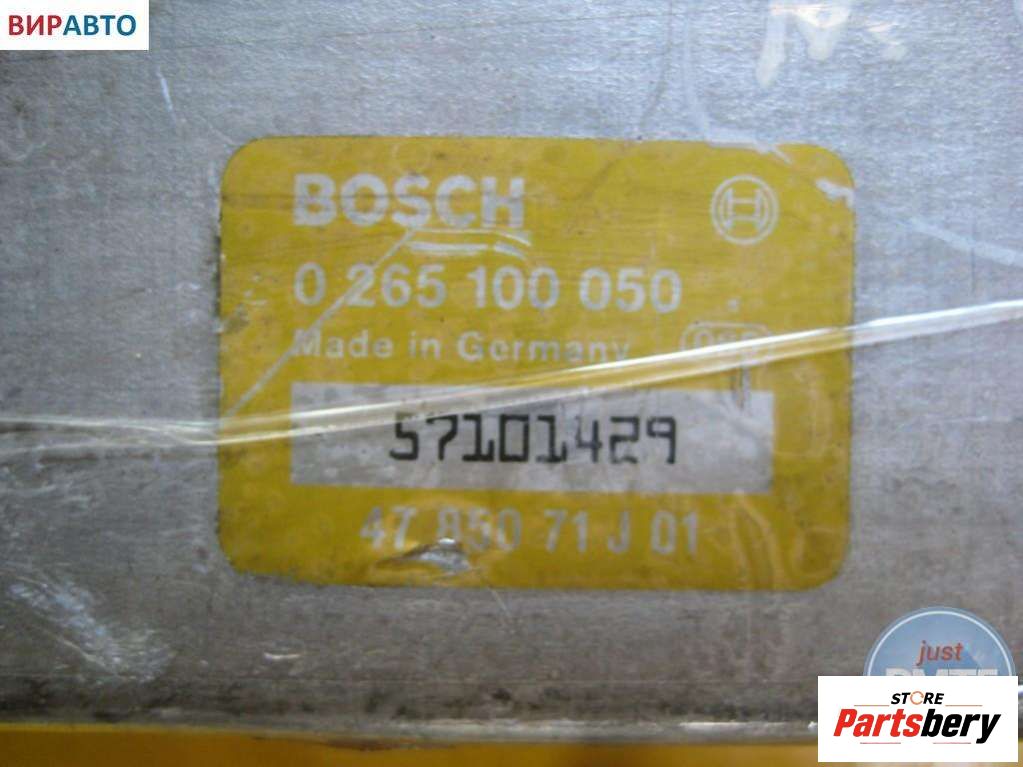 ВИРАВТО
BOSCH
0 265 100 050
Made in Germany
57101429
47 850 71 J 01
just
STORE
Partsbery